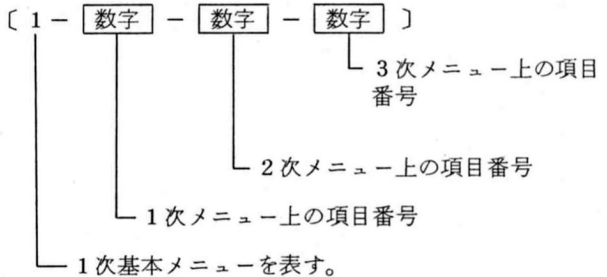 〔 1 － 数字 － 数字 － 数字 〕
3次メニュー上の項目
番号
2次メニュー上の項目番号
1次メニュー上の項目番号
1次基本メニューを表す。